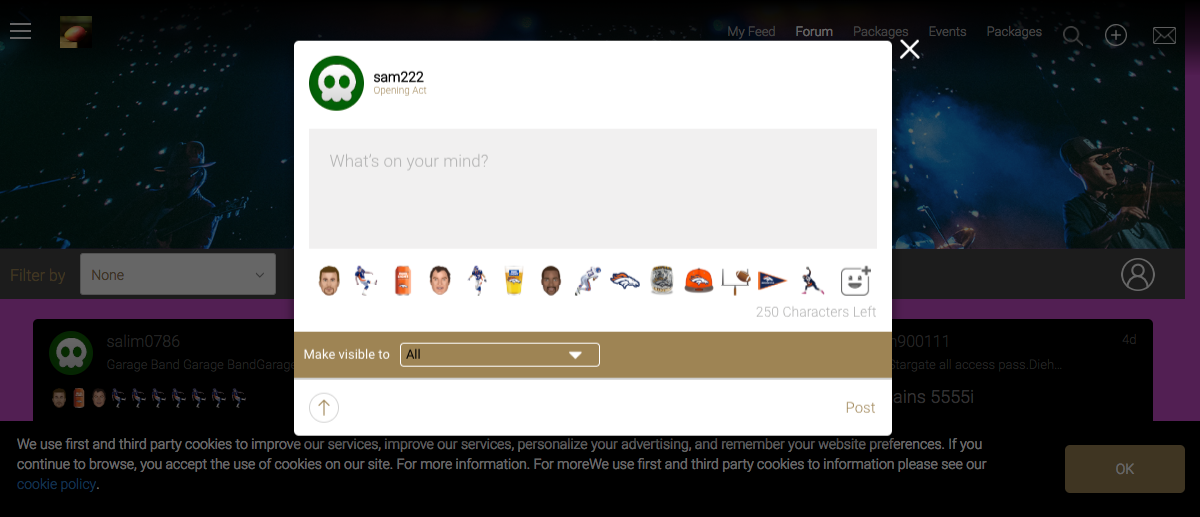 My Feed Forum Packages Events Packages
sam222
Opening Act
What's on your mind?
Filter by None
250 Characters Left
Make visible to All
salim0786
Garage Band Garage BandGarage
900111
4d
targate all access pass.Dieh...
ains 5555i
Post
We use first and third party cookies to improve our services, improve our services, personalize your advertising, and remember your website preferences. If you
continue to browse, you accept the use of cookies on our site. For more information. For moreWe use first and third party cookies to information please see our
cookie policy.
OK